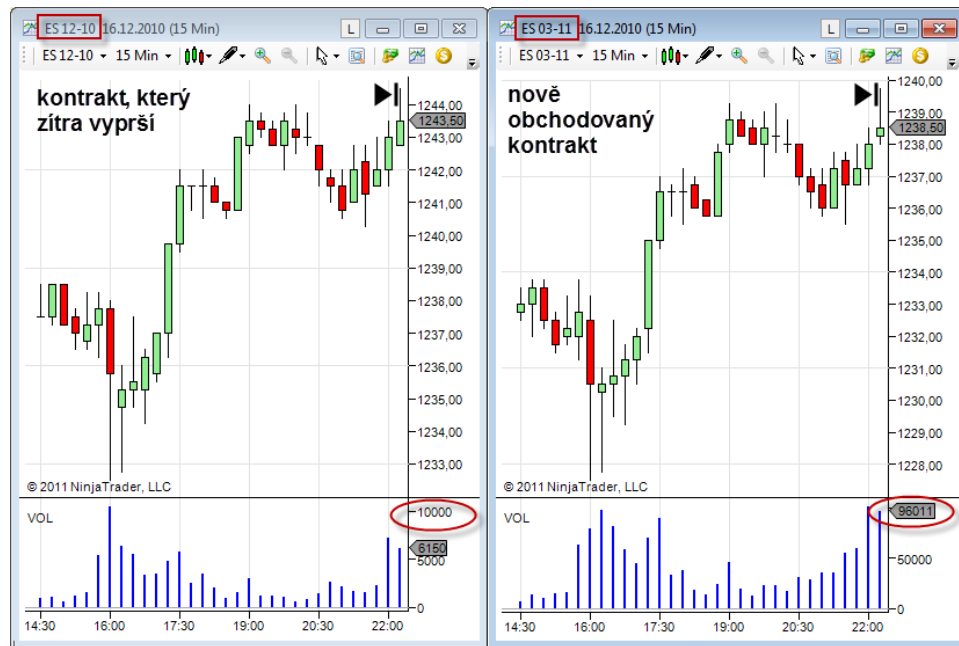 ES 12-10 16.12.2010 (15 Min)
L
ES 12-10 15 Min
kontrakt, který
zítra vyprší
1244,00
1243,50
1243,00
1242,00
1241,00
1240,00
1239,00
1238,00
1237,00
1236,00
1235,00
1234,00
1233,00
© 2011 NinjaTrader, LLC
VOL
10000
6150
5000
0
14:30 16:00 17:30 19:00 20:30 22:00
ES 03-11 16.12.2010 (15 Min)
L
ES 03-11 15 Min
nově
obchodovaný
kontrakt
1240,00
1239,00
1238,50
1238,00
1237,00
1236,00
1235,00
1234,00
1233,00
1232,00
1231,00
1230,00
1229,00
1228,00
© 2011 NinjaTrader, LLC
VOL
96011
50000
0
14:30 16:00 17:30 19:00 20:30 22:00